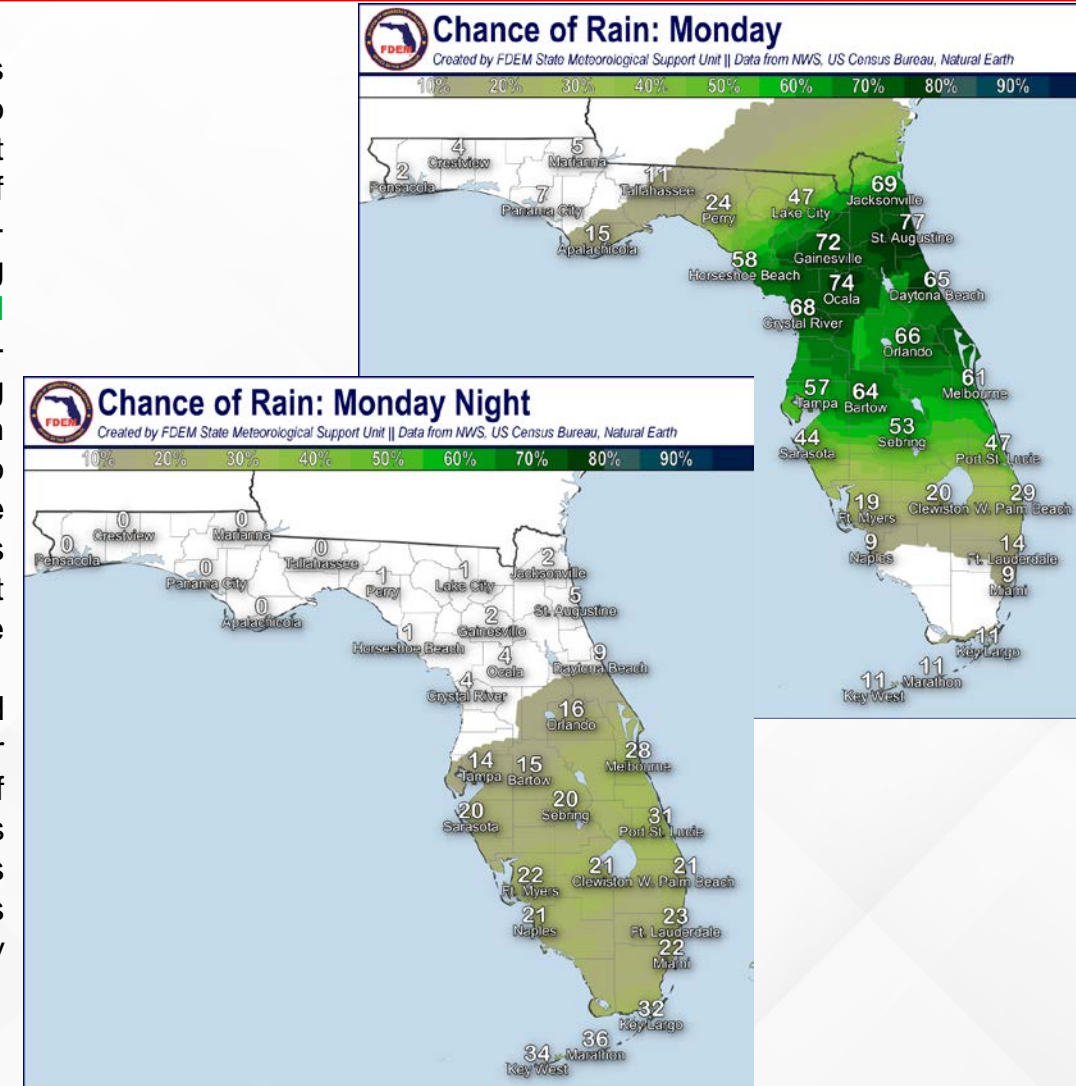 Chance of Rain: Monday
Created by FDEM State Meteorological Support Unit || Data from NWS, US Census Bureau, Natural Earth
FDEM
10% 20% 30% 40% 50% 60% 70% 80% 90%
4
Crestview
5
Marianna
2
Pensacola
11
Tallahassee
7
Panama City
24
Perry
47
Lake City
69
Jacksonville
15
Apalachicola
77
St. Augustine
72
Gainesville
58
Horseshoe Beach
74
Ocala
65
Daytona Beach
68
Crystal River
66
Orlando
57
Tampa
64
Bartow
61
Melbourne
44
Sarasota
53
Sebring
47
Port St. Lucie
19
Ft. Myers
20
Clewiston
29
W. Palm Beach
9
Naples
14
Ft. Lauderdale
9
Miami
11
Key Largo
11
Marathon
11
Key West
Chance of Rain: Monday Night
Created by FDEM State Meteorological Support Unit || Data from NWS, US Census Bureau, Natural Earth
FDEM
10% 20% 30% 40% 50% 60% 70% 80% 90%
0
Crestview
0
Marianna
0
Pensacola
0
Tallahassee
0
Panama City
1
Perry
1
Lake City
2
Jacksonville
0
Apalachicola
5
St. Augustine
2
Gainesville
1
Horseshoe Beach
4
Ocala
9
Daytona Beach
4
Crystal River
16
Orlando
14
Tampa
15
Bartow
28
Melbourne
20
Sarasota
20
Sebring
31
Port St. Lucie
22
Ft. Myers
21
Clewiston
21
W. Palm Beach
21
Naples
23
Ft. Lauderdale
22
Miami
32
Key Largo
36
Marathon
34
Key West